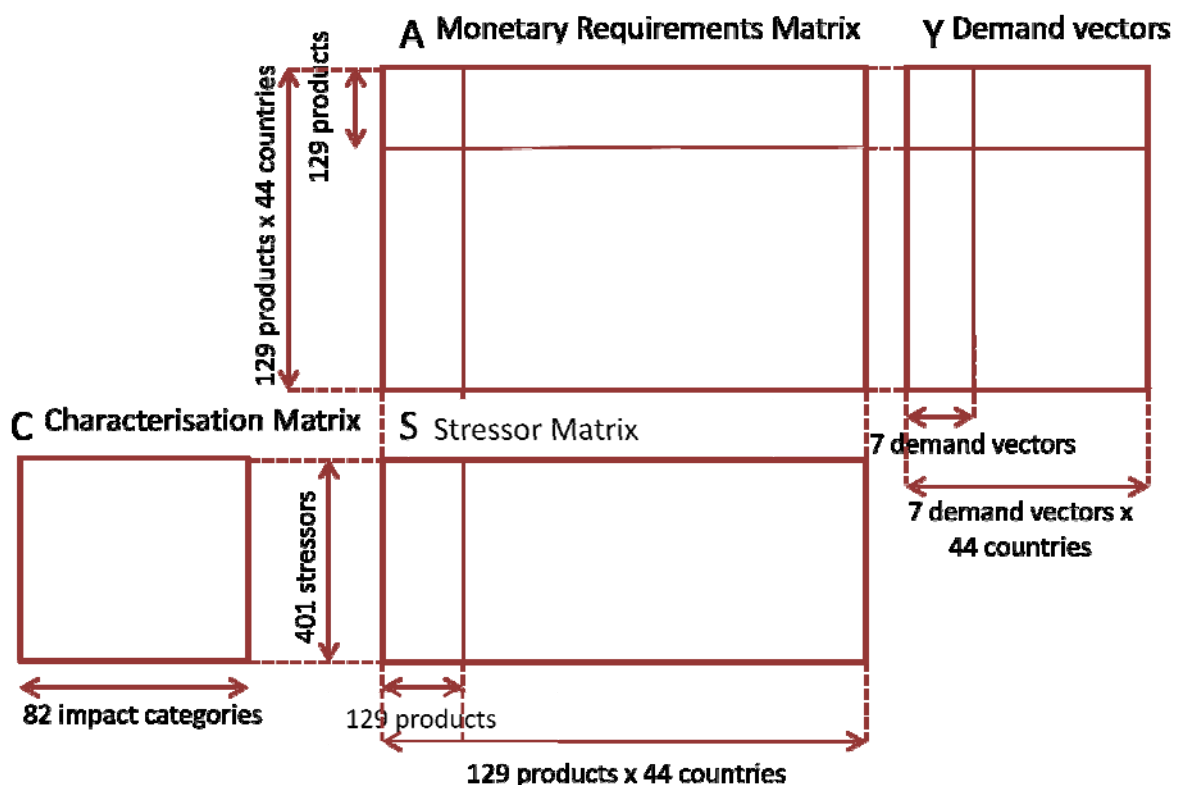 A Monetary Requirements Matrix
Y Demand vectors
129 products x 44 countries
129 products
C Characterisation Matrix
S Stressor Matrix
7 demand vectors
7 demand vectors x
44 countries
401 stressors
82 impact categories
129 products
129 products x 44 countries